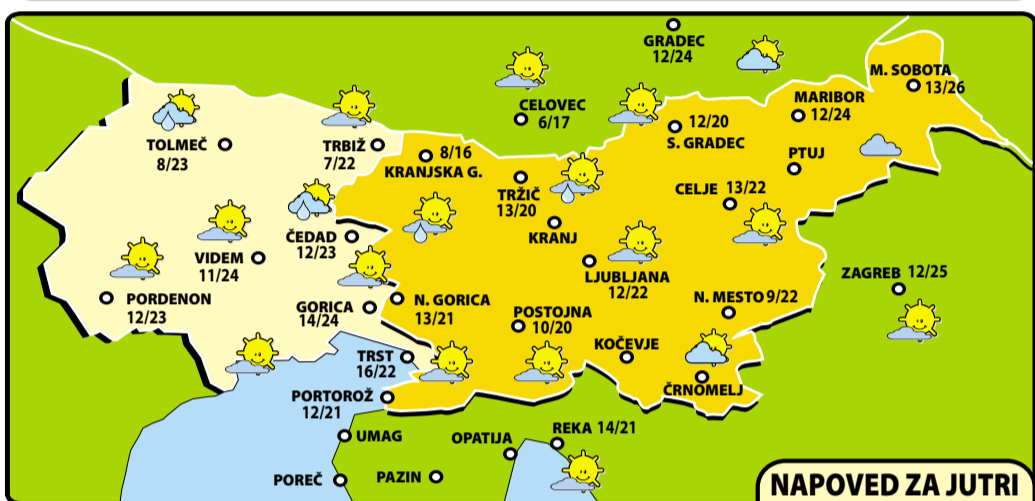 GRADEC
12/24
M. SOBOTA
13/26
CELOVEC
6/17
MARIBOR
12/24
TOLMEČ
8/23
TRBIŽ
7/22
8/16
KRANJSKA G.
12/20
S. GRADEC
PTUJ
TRŽIČ
13/20
CELJE 13/22
KRANJ
ČEDAD
12/23
VIDEM
11/24
LJUBLJANA
12/22
ZAGREB 12/25
PORDENON
12/23
GORICA
14/24
N. GORICA
13/21
N. MESTO 9/22
POSTOJNA
10/20
KOČEVJE
TRST
16/22
ČRNOMELJ
PORTOROŽ
12/21
UMAG
OPATIJA
REKA 14/21
POREČ
PAZIN
NAPOVED ZA JUTRI